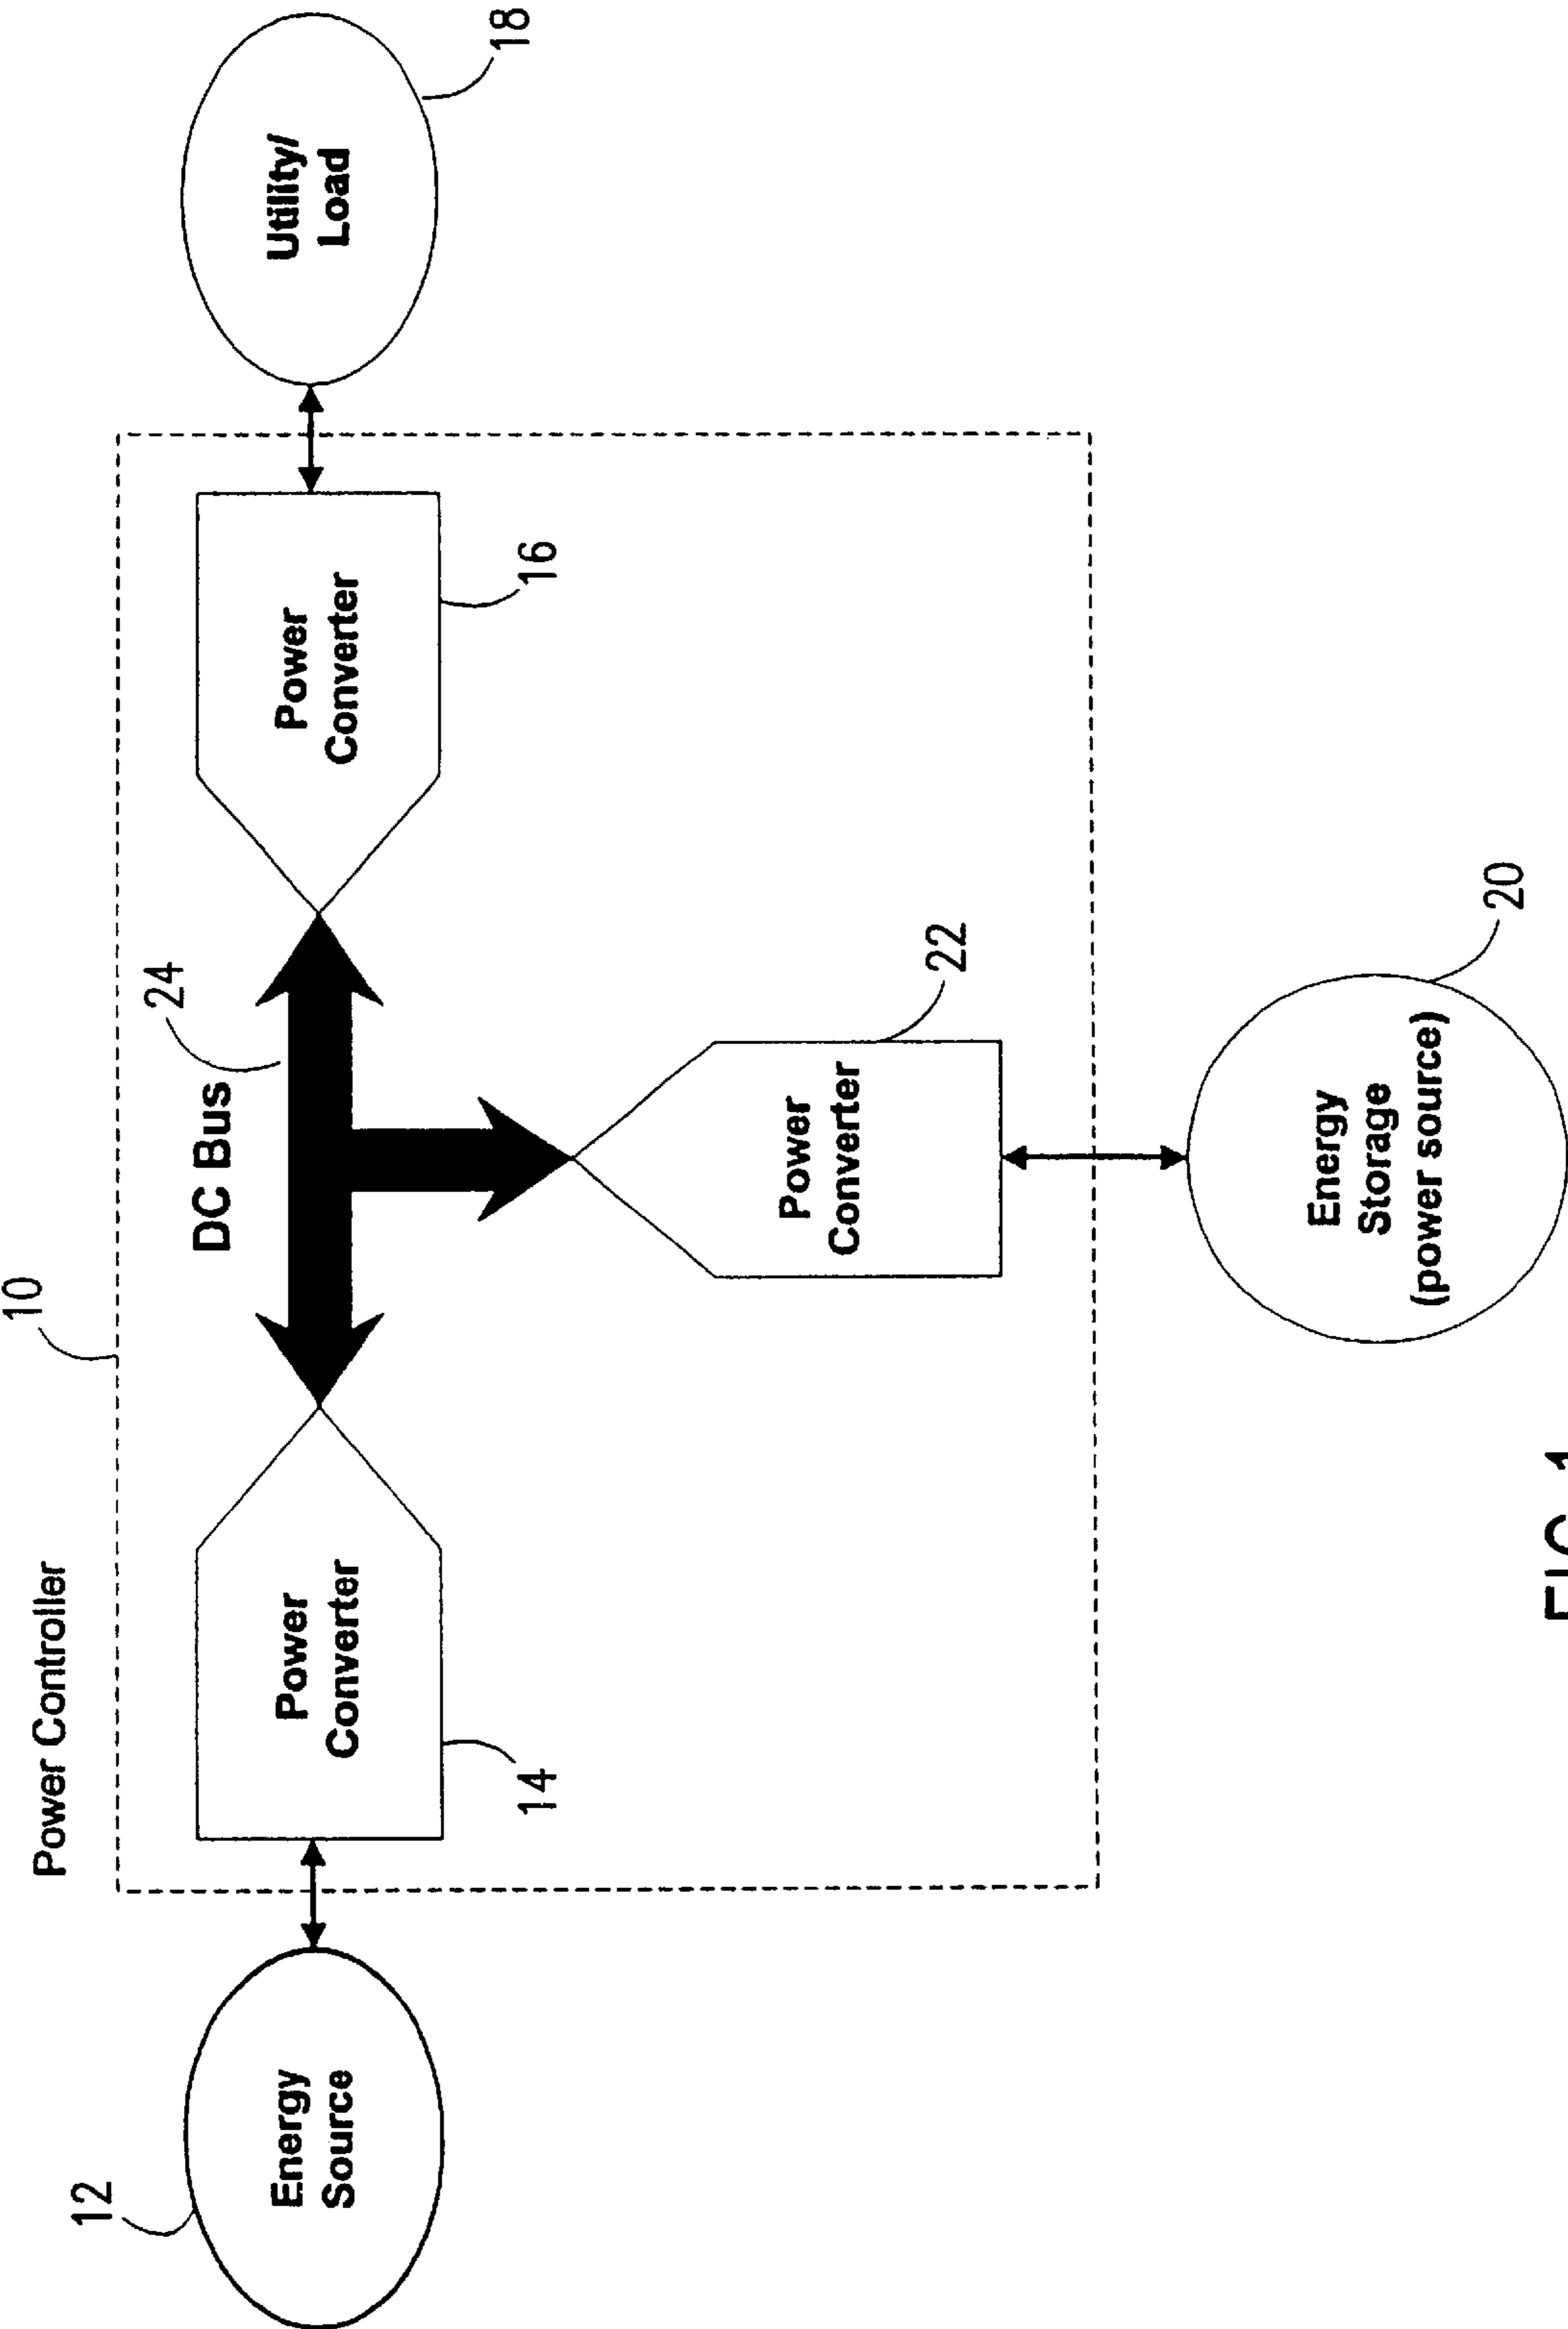 Power Controller
10
12
Energy
Source
14
Power
Converter
DC Bus
24
Power
Converter
16
Utility/
Load
18
Power
Converter
22
Energy
Storage
(power source)
20